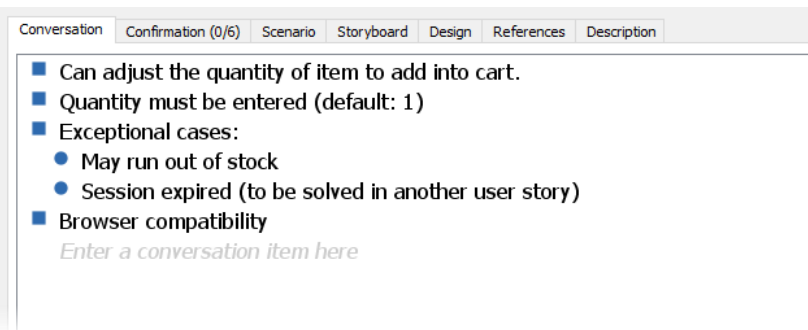 Conversation Confirmation (0/6) Scenario Storyboard Design References Description
Can adjust the quantity of item to add into cart.
Quantity must be entered (default: 1)
Exceptional cases:
May run out of stock
Session expired (to be solved in another user story)
Browser compatibility
Enter a conversation item here